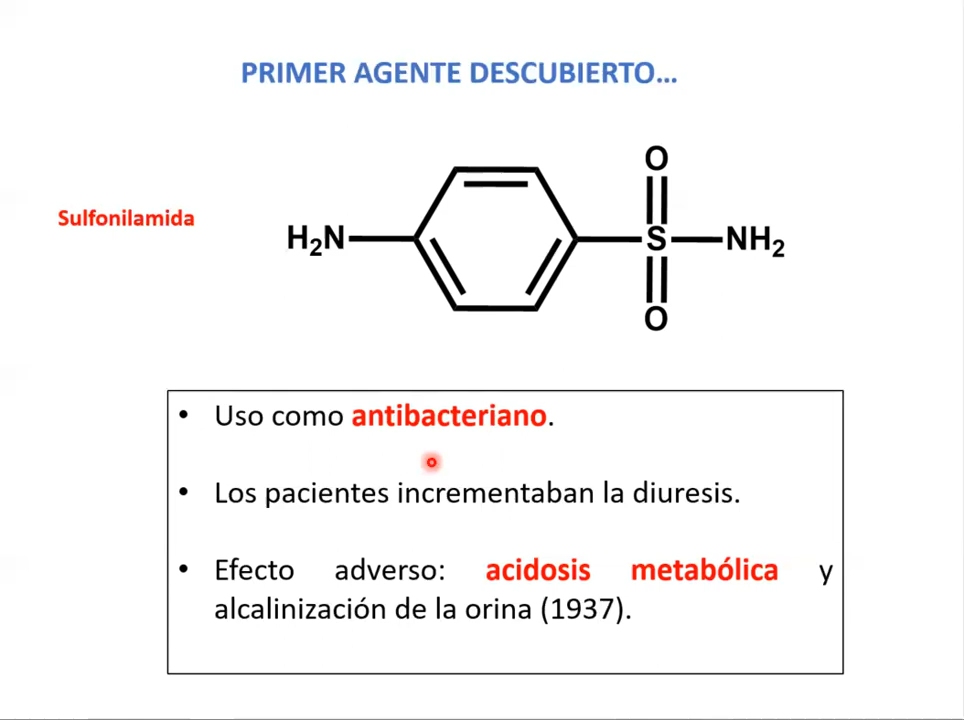 PRIMER AGENTE DESCUBIERTO...
Sulfonilamida
H₂N
O
S
NH₂
O
• Uso como antibacteriano.
• Los pacientes incrementaban la diuresis.
• Efecto adverso: acidosis metabólica y
alcalinización de la orina (1937).